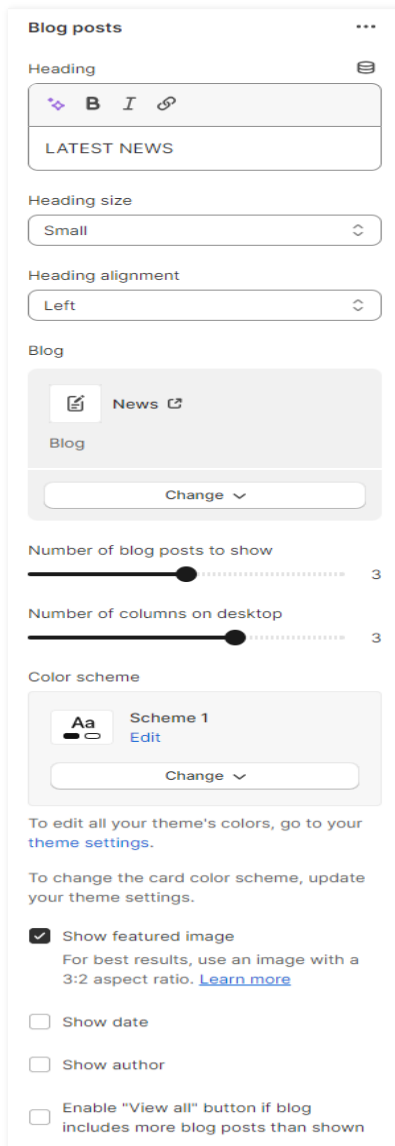 Blog posts
Heading
B I
LATEST NEWS
Heading size
Small
Heading alignment
Left
Blog
News
Blog
Change
Number of blog posts to show
3
Number of columns on desktop
3
Color scheme
Aa
Scheme 1
Edit
Change
To edit all your theme's colors, go to your
theme settings.
To change the card color scheme, update
your theme settings.
Show featured image
For best results, use an image with a
3:2 aspect ratio. Learn more
Show date
Show author
Enable "View all" button if blog
includes more blog posts than shown